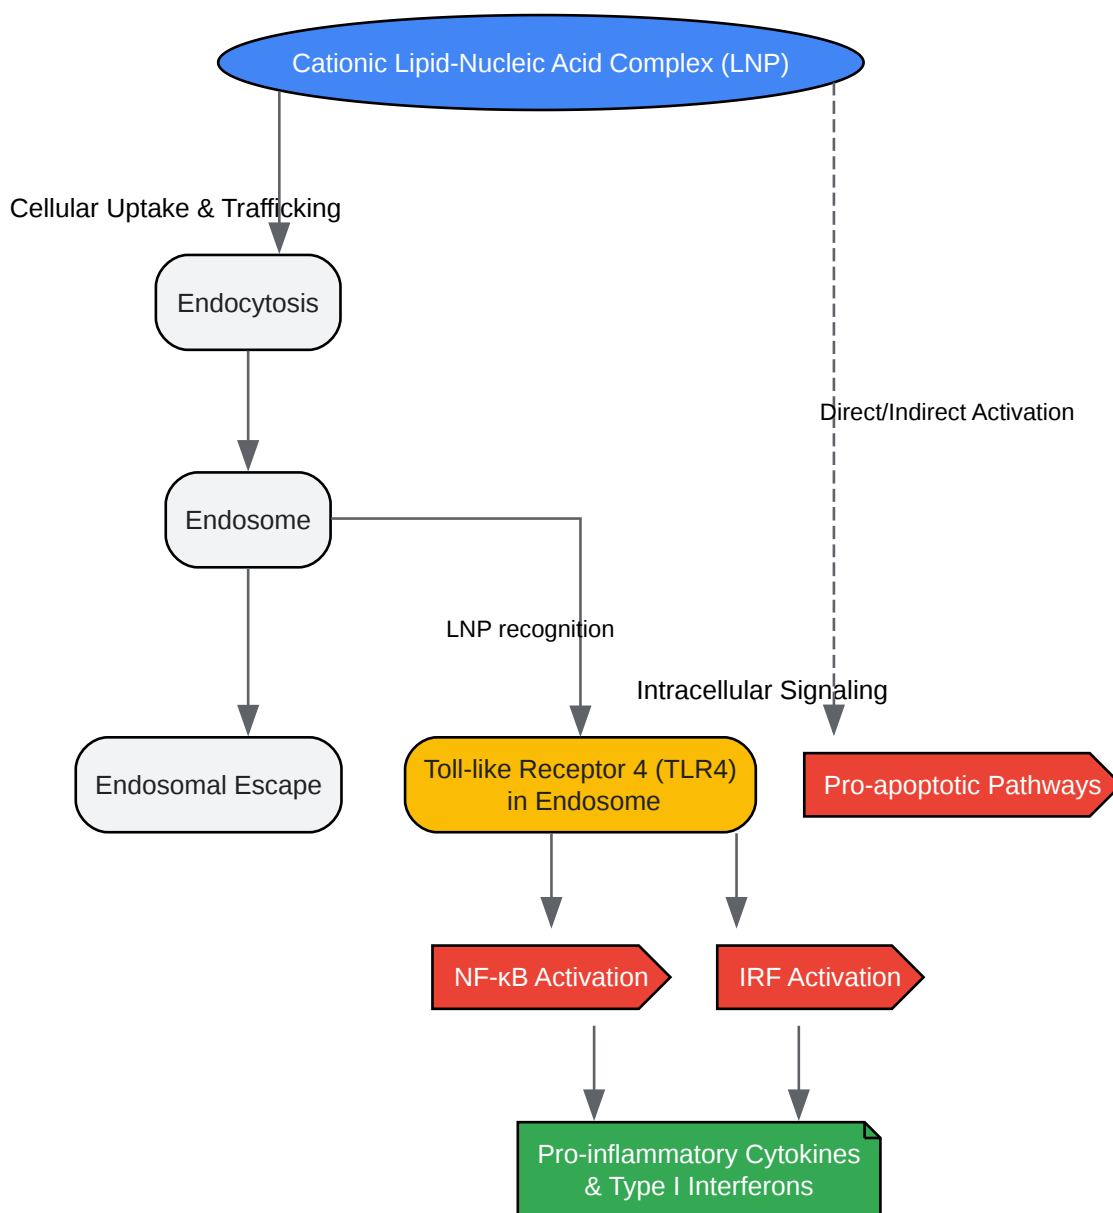 Cationic Lipid-Nucleic Acid Complex (LNP)
Cellular Uptake & Trafficking
Endocytosis
Direct/Indirect Activation
Endosome
LNP recognition
Intracellular Signaling
Endosomal Escape
Toll-like Receptor 4 (TLR4)
in Endosome
Pro-apoptotic Pathways
NF-κB Activation
IRF Activation
Pro-inflammatory Cytokines
& Type I Interferons